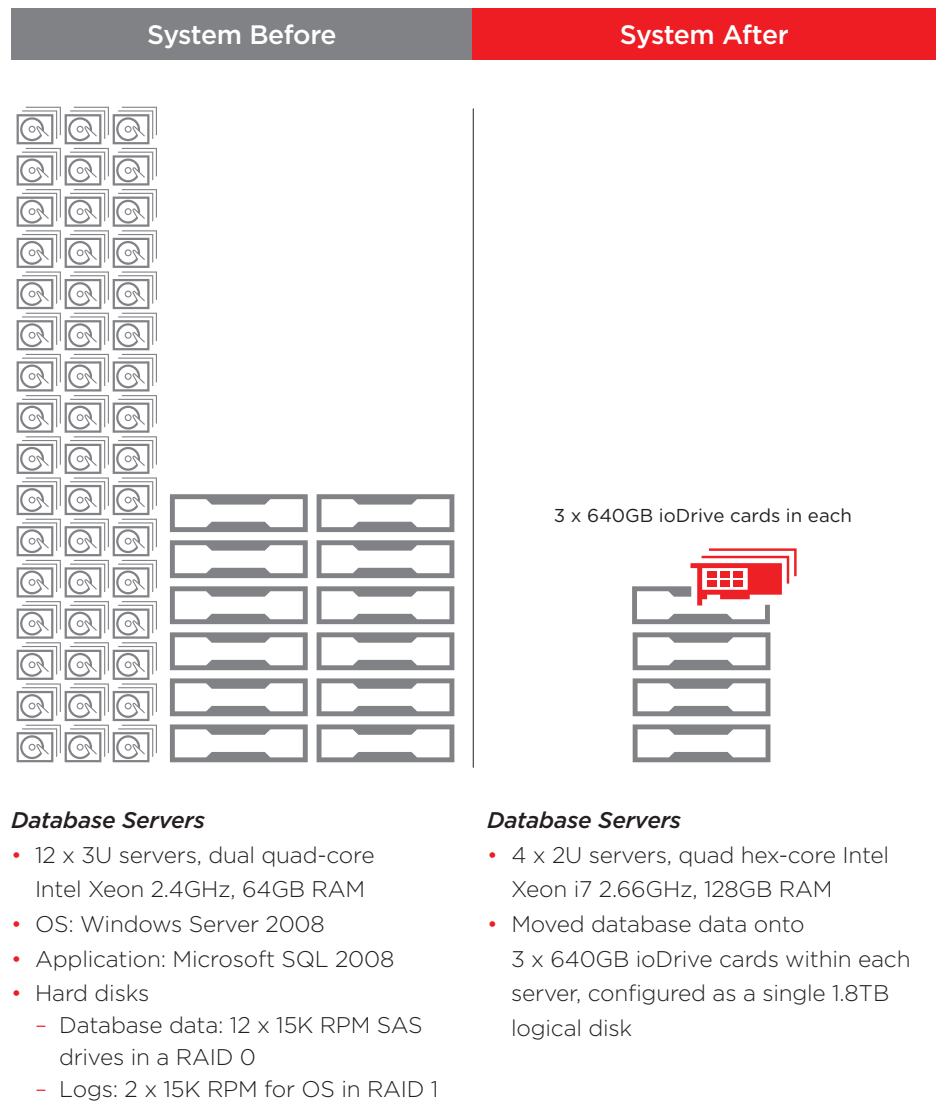 System Before
System After
3 x 640GB ioDrive cards in each
Database Servers
• 12 x 3U servers, dual quad-core
Intel Xeon 2.4GHz, 64GB RAM
• OS: Windows Server 2008
• Application: Microsoft SQL 2008
• Hard disks
– Database data: 12 x 15K RPM SAS
drives in a RAID 0
– Logs: 2 x 15K RPM for OS in RAID 1
Database Servers
• 4 x 2U servers, quad hex-core Intel
Xeon i7 2.66GHz, 128GB RAM
• Moved database data onto
3 x 640GB ioDrive cards within each
server, configured as a single 1.8TB
logical disk